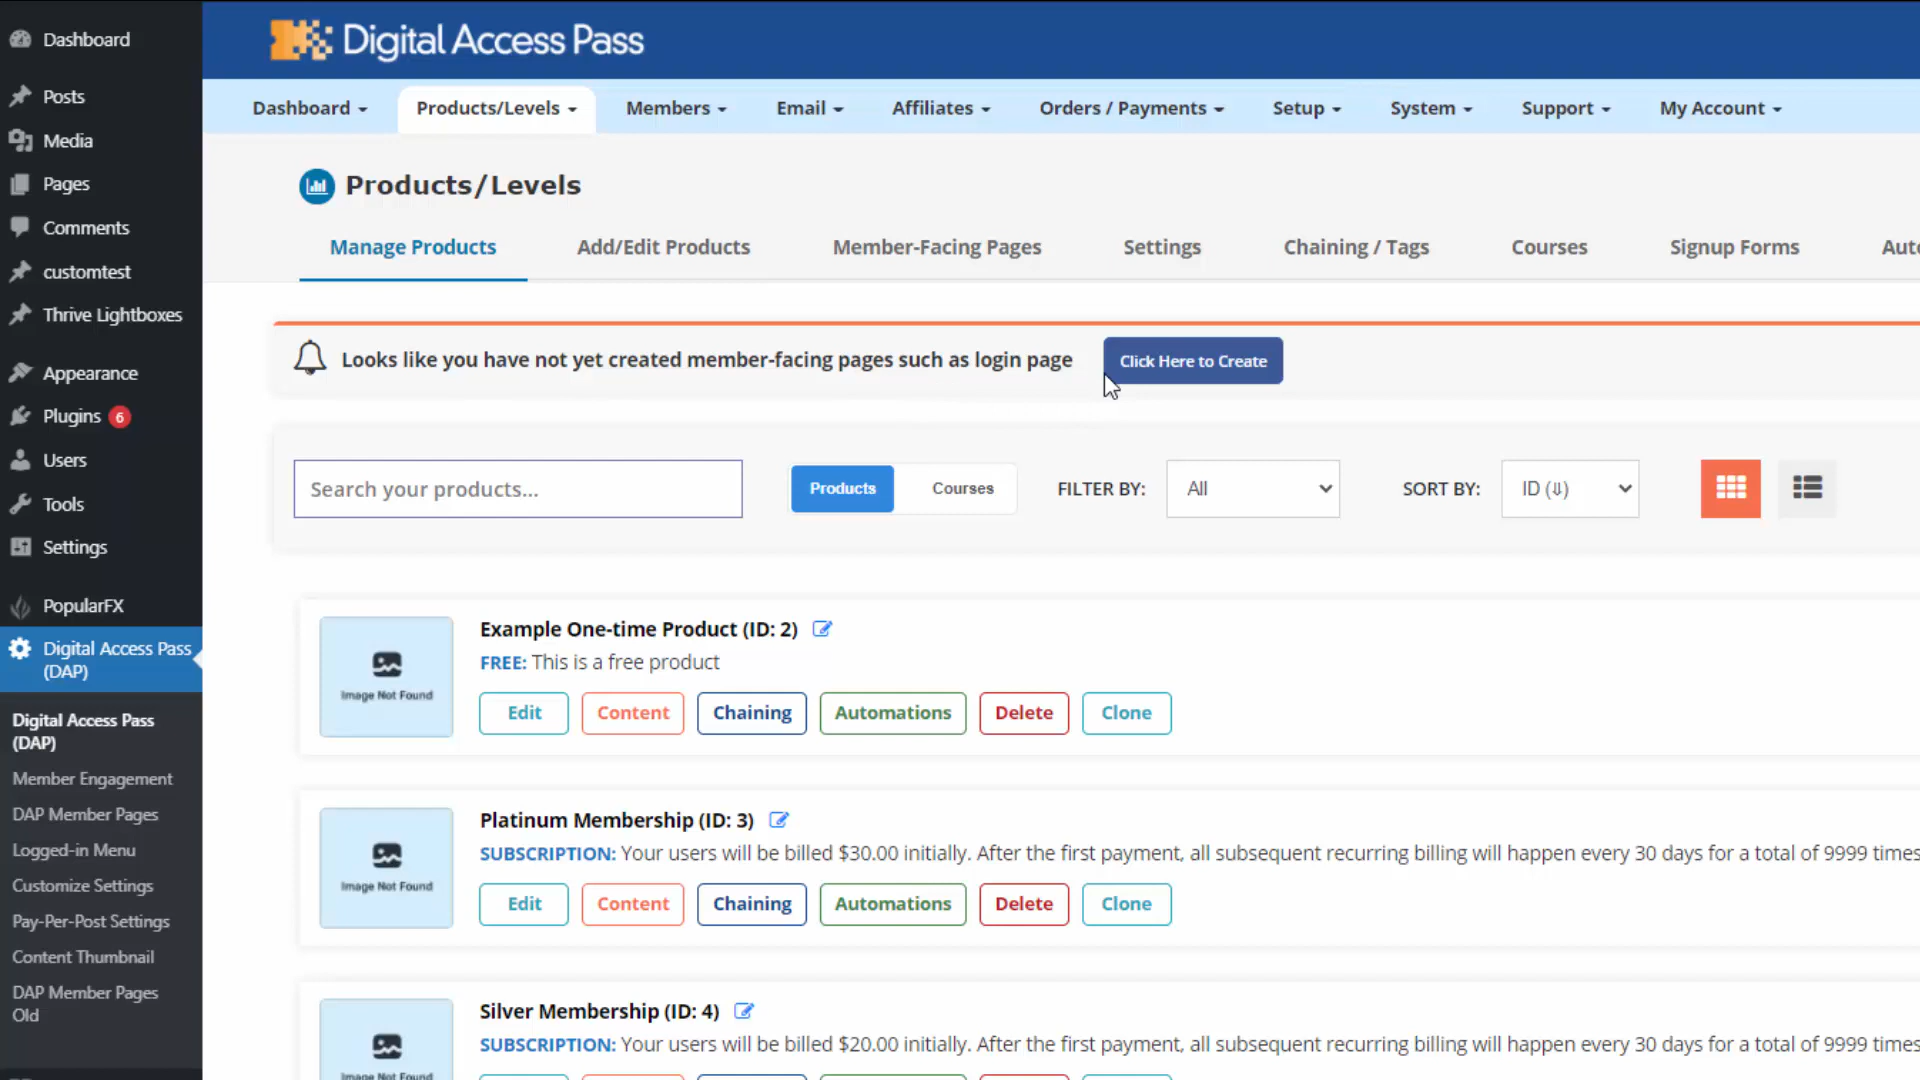 Dashboard
Posts
Media
Pages
Comments
customtest
Thrive Lightboxes
Appearance
Plugins 6
Users
Tools
Settings
PopularFX
Digital Access Pass
(DAP)
Digital Access Pass
(DAP)
Member Engagement
DAP Member Pages
Logged-in Menu
Customize Settings
Pay-Per-Post Settings
Content Thumbnail
DAP Member Pages
Old
Digital Access Pass
Dashboard Products/Levels Members Email Affiliates Orders / Payments Setup System Support My Account
Products/Levels
Manage Products Add/Edit Products Member-Facing Pages Settings Chaining / Tags Courses Signup Forms
Looks like you have not yet created member-facing pages such as login page Click Here to Create
Search your products... Products Courses FILTER BY: All SORT BY: ID (⇓)
Image Not Found
Example One-time Product (ID: 2)
FREE: This is a free product
Edit Content Chaining Automations Delete Clone
Image Not Found
Platinum Membership (ID: 3)
SUBSCRIPTION: Your users will be billed $30.00 initially. After the first payment, all subsequent recurring billing will happen every 30 days for a total of 9999 times
Edit Content Chaining Automations Delete Clone
Image Not Found
Silver Membership (ID: 4)
SUBSCRIPTION: Your users will be billed $20.00 initially. After the first payment, all subsequent recurring billing will happen every 30 days for a total of 9999 times